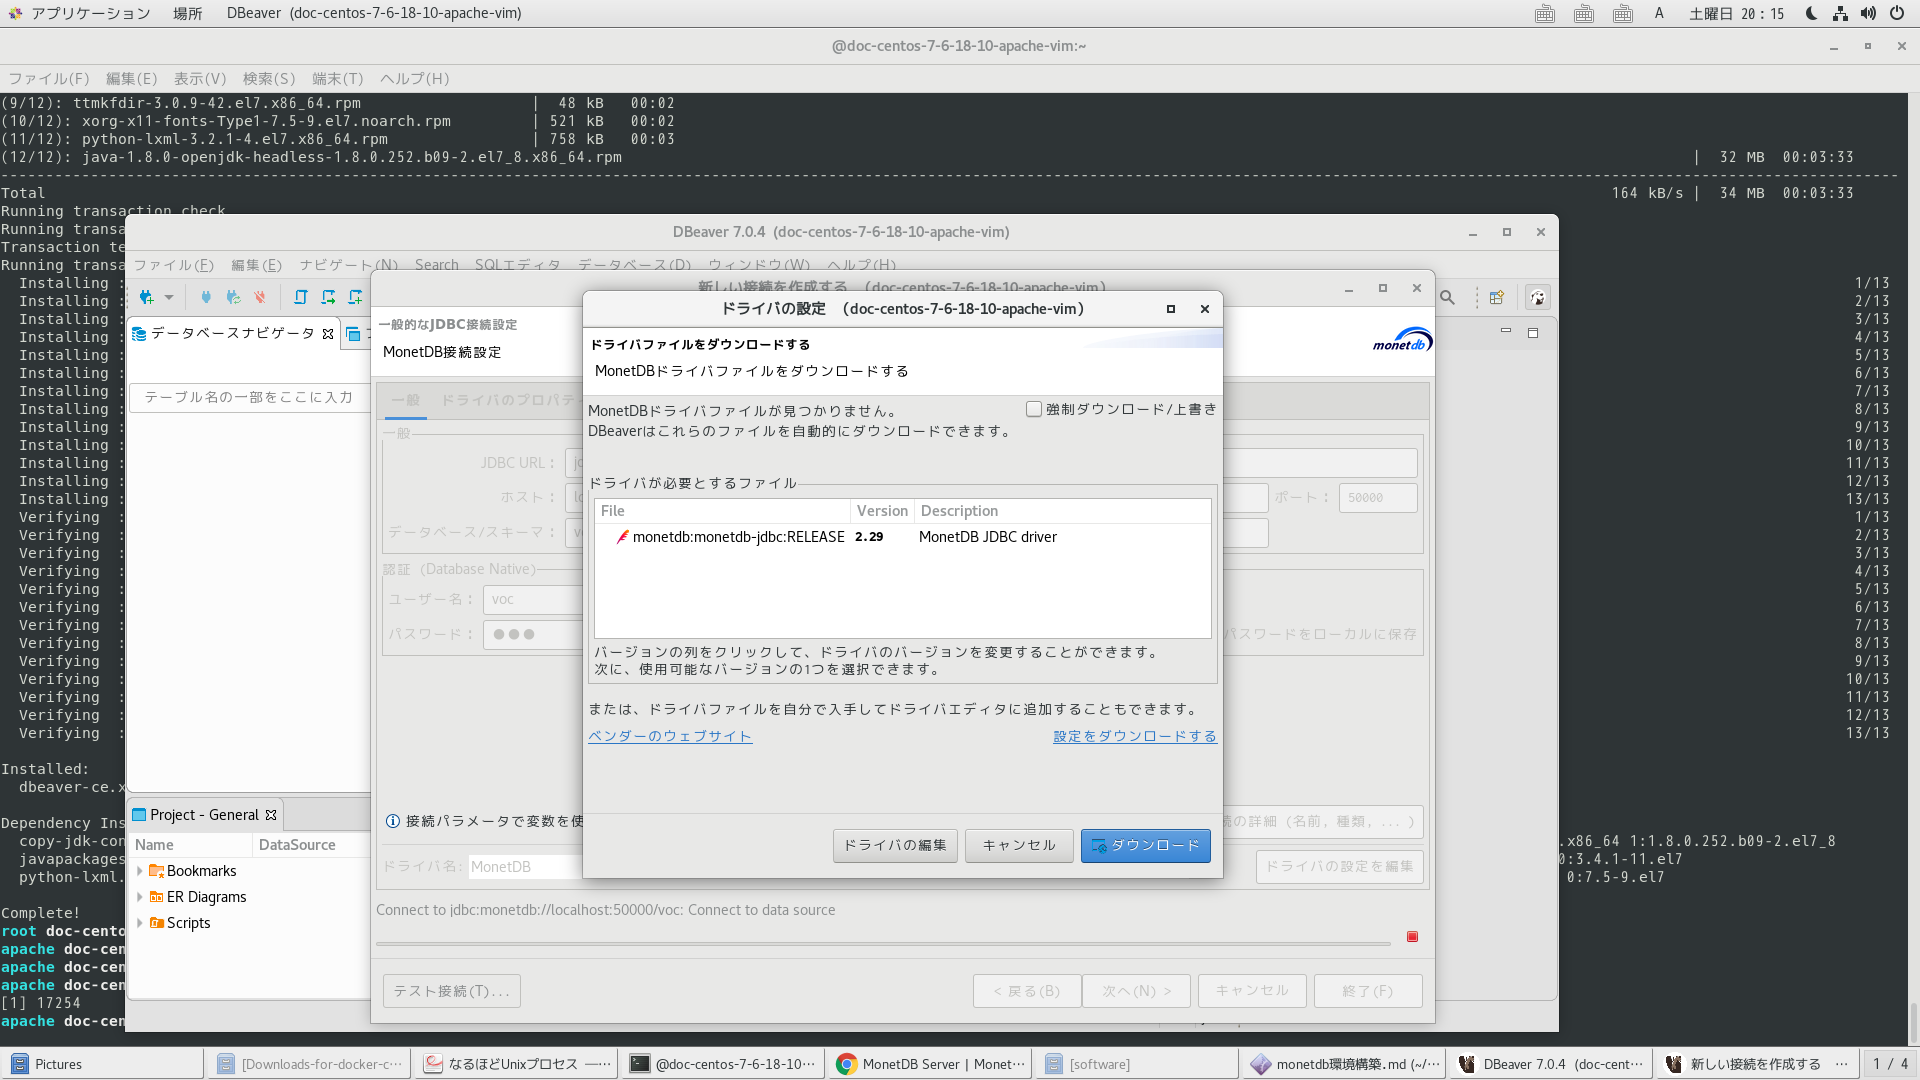 アプリケーション 場所 DBeaver (doc-centos-7-6-18-10-apache-vim) A 土曜日 20：15
@doc-centos-7-6-18-10-apache-vim:~
ファイル(F) 編集(E) 表示(V) 検索(S) 端末(T) ヘルプ(H)
(9/12): ttmkfdir-3.0.9-42.el7.x86_64.rpm | 48 kB 00:02
(10/12): xorg-x11-fonts-Type1-7.5-9.el7.noarch.rpm | 521 kB 00:02
(11/12): python-lxml-3.2.1-4.el7.x86_64.rpm | 758 kB 00:03
(12/12): java-1.8.0-openjdk-headless-1.8.0.252.b09-2.el7_8.x86_64.rpm | 32 MB 00:03:33
Total 164 kB/s | 34 MB 00:03:33
Running transaction check
Running transa
Transaction te
Running transa
Installing : 1/13
Installing : 2/13
Installing : 3/13
Installing : 4/13
Installing : 5/13
Installing : 6/13
Installing : 7/13
Installing : 8/13
Installing : 9/13
Installing : 10/13
Installing : 11/13
Installing : 12/13
Installing : 13/13
Verifying : 1/13
Verifying : 2/13
Verifying : 3/13
Verifying : 4/13
Verifying : 5/13
Verifying : 6/13
Verifying : 7/13
Verifying : 8/13
Verifying : 9/13
Verifying : 10/13
Verifying : 11/13
Verifying : 12/13
Verifying : 13/13
Installed:
dbeaver-ce.x
Dependency Ins
copy-jdk-con .x86_64 1:1.8.0.252.b09-2.el7_8
javapackages 0:3.4.1-11.el7
python-lxml. 0:7.5-9.el7
Complete!
root doc-cento
apache doc-cen
apache doc-cen
apache doc-cen
[1] 17254
apache doc-cen
DBeaver 7.0.4 (doc-centos-7-6-18-10-apache-vim)
ファイル(F) 編集(E) ナビゲート(N) Search SQLエディタ データベース(D) ウィンドウ(W) ヘルプ(H)
データベースナビゲータ
テーブル名の一部をここに入力
Project - General
Name DataSource
Bookmarks
ER Diagrams
Scripts
新しい接続を作成する (doc-centos-7-6-18-10-apache-vim)
一般的なJDBC接続設定
MonetDB接続設定
monetdb
一般 ドライバのプロパティ
一般
JDBC URL：
ホスト： ポート： 50000
データベース/スキーマ：
認証 (Database Native)
ユーザー名： voc
パスワード： パスワードをローカルに保存
接続パラメータで変数を使 の詳細 (名前, 種類, ... )
ドライバ名: MonetDB ドライバの設定を編集
Connect to jdbc:monetdb://localhost:50000/voc: Connect to data source
テスト接続(T)... < 戻る(B) 次へ(N) > キャンセル 終了(F)
ドライバの設定 (doc-centos-7-6-18-10-apache-vim)
ドライバファイルをダウンロードする
MonetDBドライバファイルをダウンロードする
MonetDBドライバファイルが見つかりません。 強制ダウンロード/上書き
DBeaverはこれらのファイルを自動的にダウンロードできます。
ドライバが必要とするファイル
File Version Description
monetdb:monetdb-jdbc:RELEASE 2.29 MonetDB JDBC driver
バージョンの列をクリックして、ドライバのバージョンを変更することができます。
次に、使用可能なバージョンの1つを選択できます。
または、ドライバファイルを自分で入手してドライバエディタに追加することもできます。
ベンダーのウェブサイト 設定をダウンロードする
ドライバの編集 キャンセル ダウンロード
Pictures [Downloads-for-docker-c… なるほどUnixプロセス ―… @doc-centos-7-6-18-10… MonetDB Server | Monet… [software] monetdb環境構築.md (~/… DBeaver 7.0.4 (doc-cent… 新しい接続を作成する … 1 / 4